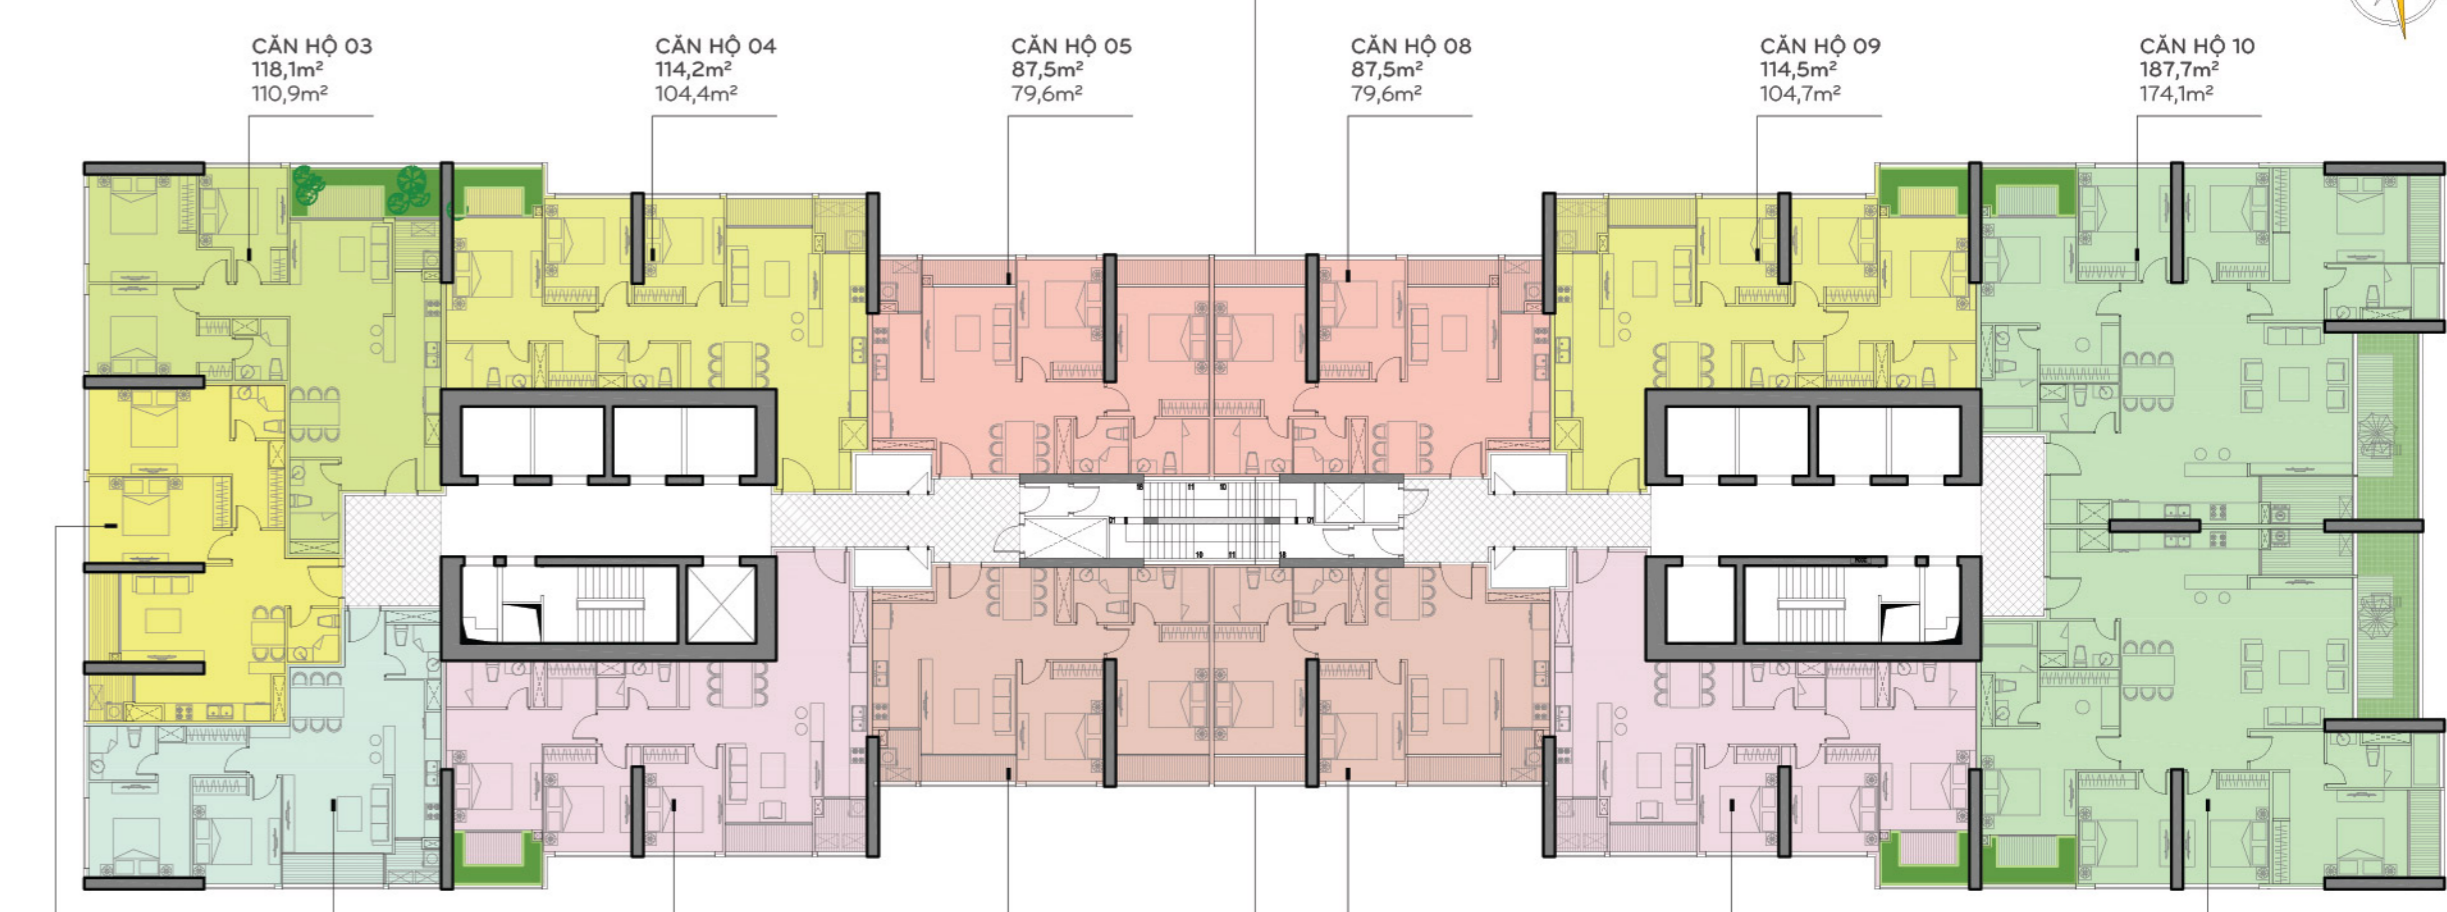 CĂN HỘ 03
118,1m²
110,9m²
CĂN HỘ 04
114,2m²
104,4m²
CĂN HỘ 05
87,5m²
79,6m²
CĂN HỘ 08
87,5m²
79,6m²
CĂN HỘ 09
114,5m²
104,7m²
CĂN HỘ 10
187,7m²
174,1m²